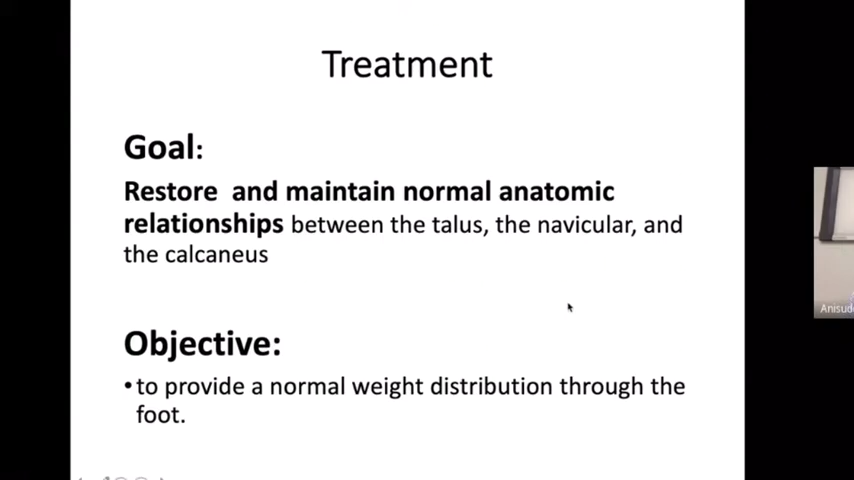 Treatment
Goal:
Restore and maintain normal anatomic
relationships between the talus, the navicular, and
the calcaneus
Objective:
• to provide a normal weight distribution through the
foot.
Anisud